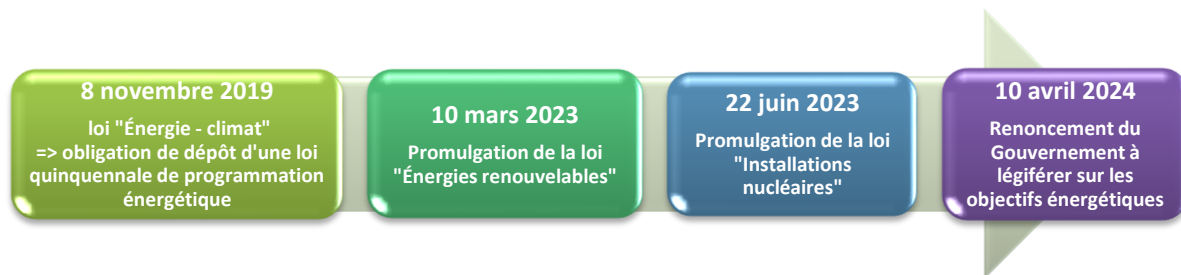 8 novembre 2019
loi "Énergie - climat"
=> obligation de dépôt d'une loi
quinquennale de programmation
énergétique
10 mars 2023
Promulgation de la loi
"Énergies renouvelables"
22 juin 2023
Promulgation de la loi
"Installations
nucléaires"
10 avril 2024
Renoncement du
Gouvernement à
légiférer sur les
objectifs énergétiques